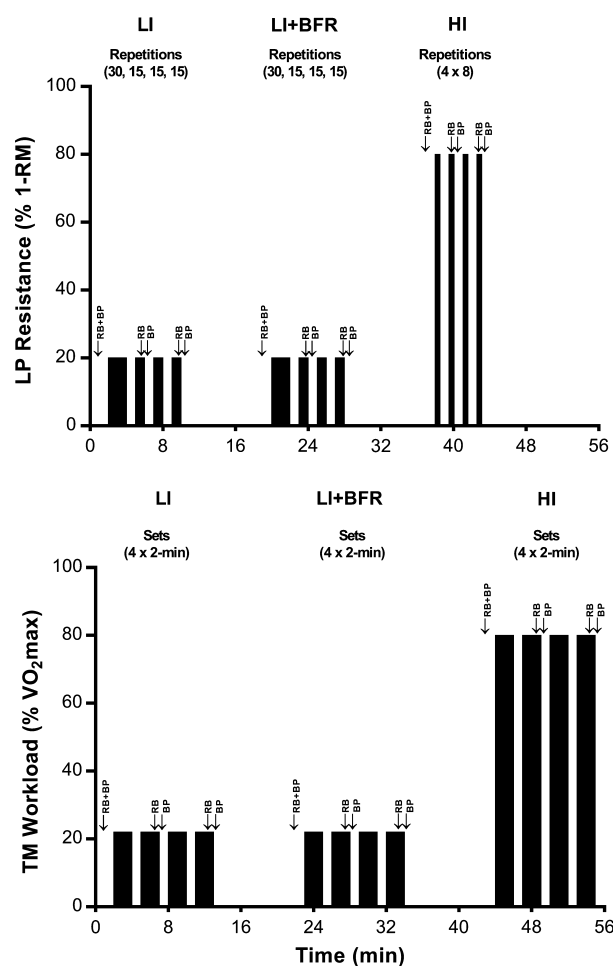 LI LI+BFR HI
Repetitions Repetitions Repetitions
(30, 15, 15, 15) (30, 15, 15, 15) (4 x 8)
LP Resistance (% 1-RM)
100
80
60
40
20
0
RB+BP
RB
BP
RB
BP
RB+BP
RB
BP
RB
BP
RB+BP
RB
BP
RB
BP
0 8 16 24 32 40 48 56
LI LI+BFR HI
Sets Sets Sets
(4 x 2-min) (4 x 2-min) (4 x 2-min)
TM Workload (% VO₂max)
100
80
60
40
20
0
RB+BP
RB
BP
RB
BP
RB+BP
RB
BP
RB
BP
RB+BP
RB
BP
RB
BP
0 8 16 24 32 40 48 56
Time (min)